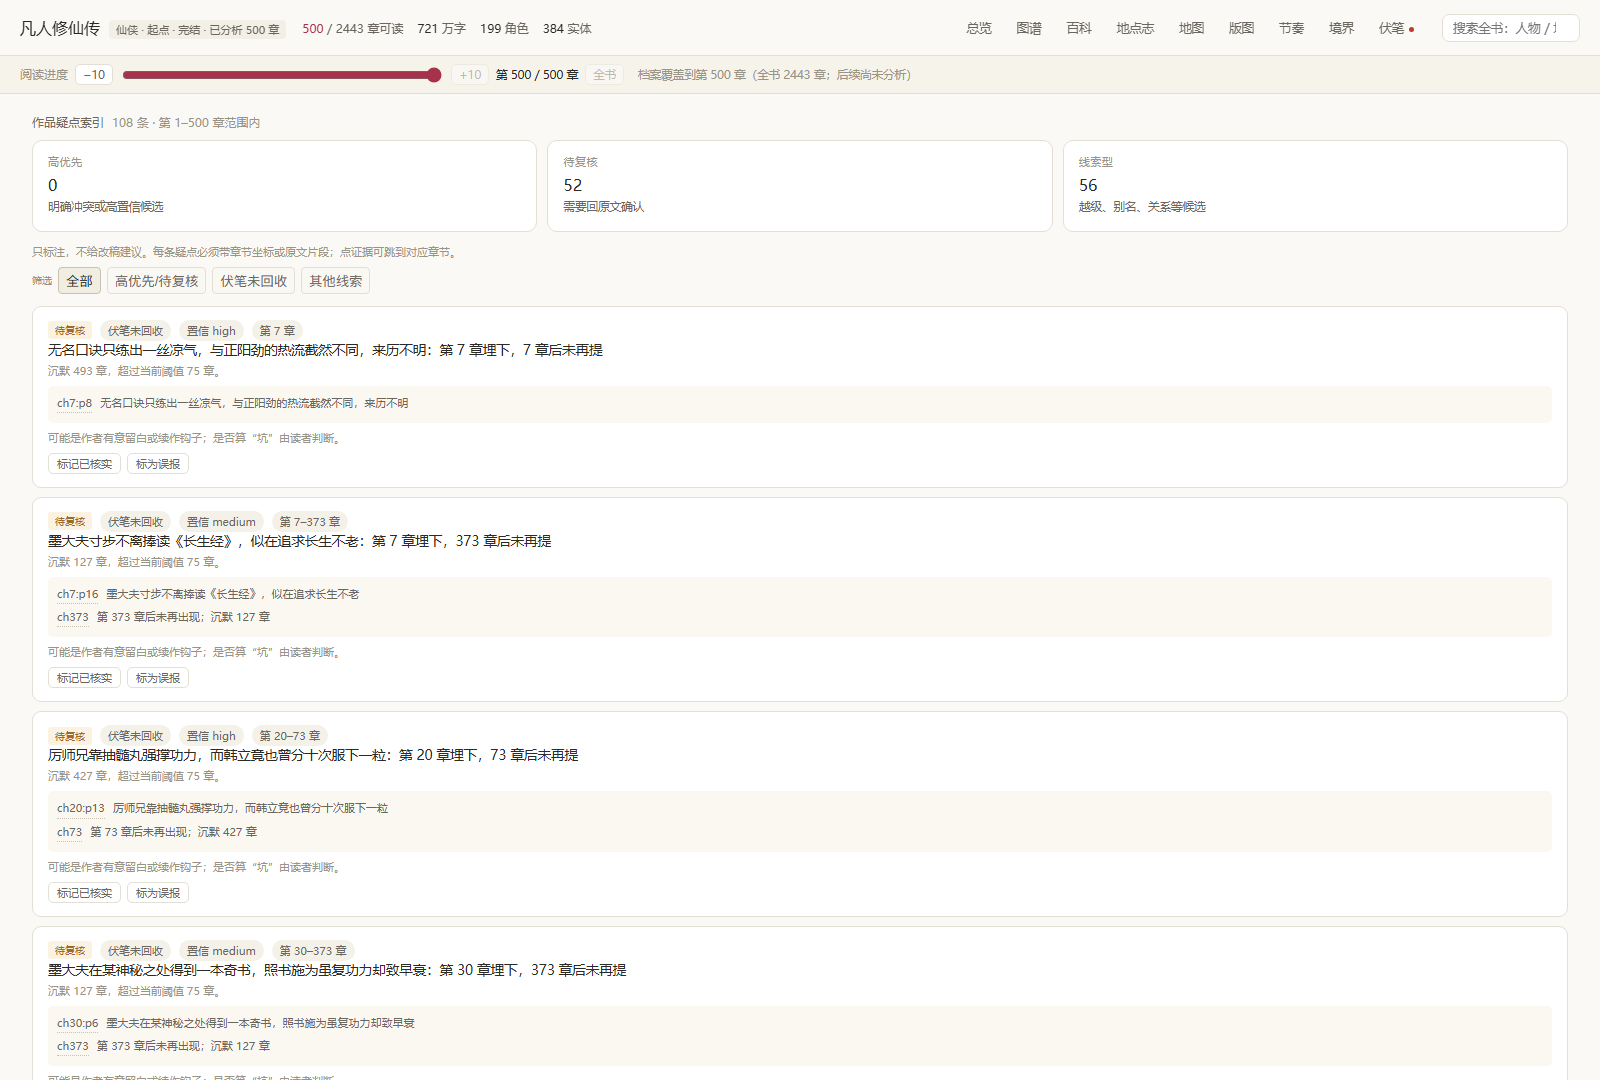 凡人修仙传 仙侠 · 起点 · 完结 · 已分析 500 章 500 / 2443 章可读 721 万字 199 角色 384 实体 总览 图谱 百科 地点志 地图 版图 节奏 境界 伏笔 搜索全书：人物 /
阅读进度 −10 +10 第 500 / 500 章 全书 档案覆盖到第 500 章（全书 2443 章；后续尚未分析）
作品疑点索引 108 条 · 第 1–500 章范围内
高优先 待复核 线索型
0 52 56
明确冲突或高置信候选 需要回原文确认 越级、别名、关系等候选
只标注，不给改稿建议。每条疑点必须带章节坐标或原文片段；点证据可跳到对应章节。
筛选 全部 高优先/待复核 伏笔未回收 其他线索
待复核 伏笔未回收 置信 high 第 7 章
无名口诀只练出一丝凉气，与正阳劲的热流截然不同，来历不明：第 7 章埋下，7 章后未再提
沉默 493 章，超过当前阈值 75 章。
ch7:p8 无名口诀只练出一丝凉气，与正阳劲的热流截然不同，来历不明
可能是作者有意留白或续作钩子；是否算“坑”由读者判断。
标记已核实 标为误报
待复核 伏笔未回收 置信 medium 第 7–373 章
墨大夫寸步不离捧读《长生经》，似在追求长生不老：第 7 章埋下，373 章后未再提
沉默 127 章，超过当前阈值 75 章。
ch7:p16 墨大夫寸步不离捧读《长生经》，似在追求长生不老
ch373 第 373 章后未再出现；沉默 127 章
可能是作者有意留白或续作钩子；是否算“坑”由读者判断。
标记已核实 标为误报
待复核 伏笔未回收 置信 high 第 20–73 章
厉师兄靠抽髓丸强撑功力，而韩立竟也曾分十次服下一粒：第 20 章埋下，73 章后未再提
沉默 427 章，超过当前阈值 75 章。
ch20:p13 厉师兄靠抽髓丸强撑功力，而韩立竟也曾分十次服下一粒
ch73 第 73 章后未再出现；沉默 427 章
可能是作者有意留白或续作钩子；是否算“坑”由读者判断。
标记已核实 标为误报
待复核 伏笔未回收 置信 medium 第 30–373 章
墨大夫在某神秘之处得到一本奇书，照书施为虽复功力却致早衰：第 30 章埋下，373 章后未再提
沉默 127 章，超过当前阈值 75 章。
ch30:p6 墨大夫在某神秘之处得到一本奇书，照书施为虽复功力却致早衰
ch373 第 373 章后未再出现；沉默 127 章